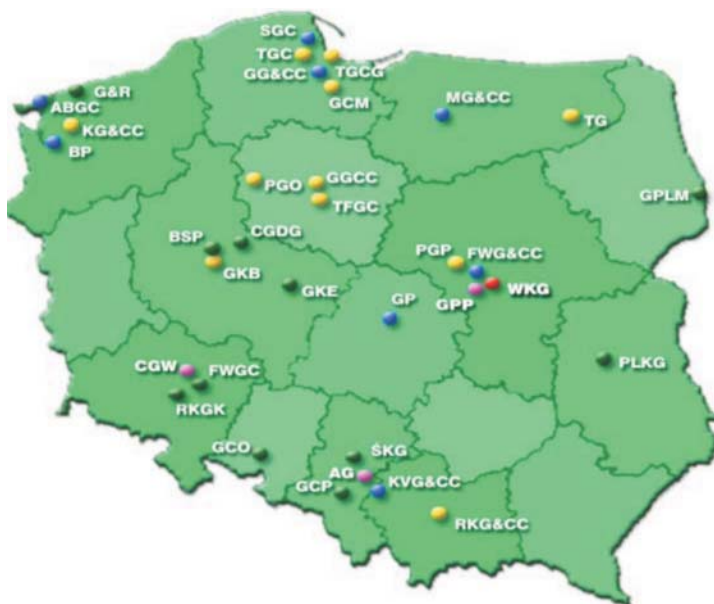 SGC
TGC
TGCG
GG&CC
GCM
G&R
ABGC
KG&CC
BP
MG&CC
TG
PGO
GGCC
TFGC
GPLM
BSP
CGDG
GKB
GKE
PGP
FWG&CC
WKG
GPP
GP
PLKG
CGW
FWGC
RKGK
GCO
ŚKG
AG
GCP
KVG&CC
RKG&CC